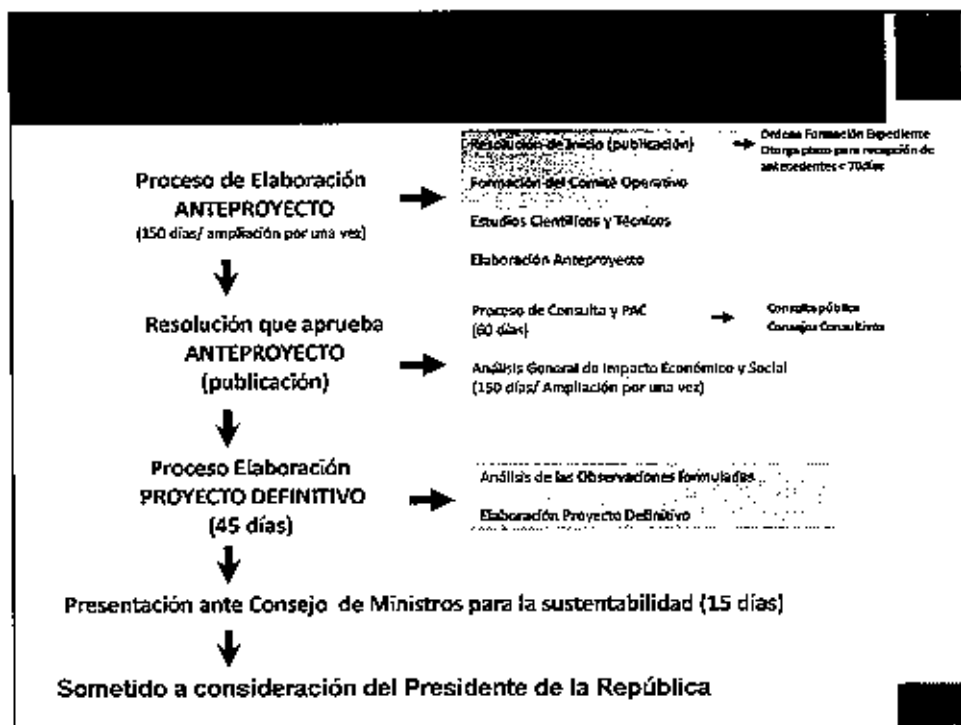 Proceso de Elaboración
ANTEPROYECTO
(150 días/ ampliación por una vez)
Resolución de Inicio (publicación)
Formación del Comité Operativo
Estudios Científicos y Técnicos
Elaboración Anteproyecto
Ordena Formación Expediente
Otorga plazo para recepción de
antecedentes < 70días
Resolución que aprueba
ANTEPROYECTO
(publicación)
Proceso de Consulta y PAC
(60 días)
Consulta pública
Consejos Consultivos
Análisis General de Impacto Económico y Social
(150 días/ Ampliación por una vez)
Proceso Elaboración
PROYECTO DEFINITIVO
(45 días)
Análisis de las Observaciones formuladas
Elaboración Proyecto Definitivo
Presentación ante Consejo de Ministros para la sustentabilidad (15 días)
Sometido a consideración del Presidente de la República